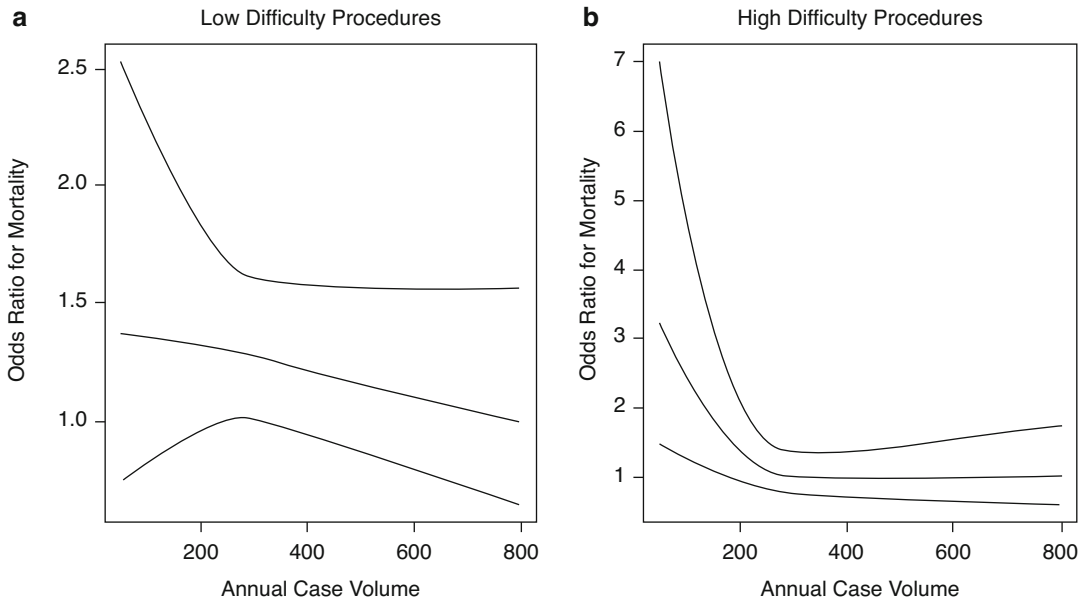 a
Low Difficulty Procedures
2.5
2.0
1.5
1.0
Odds Ratio for Mortality
200
400
600
800
Annual Case Volume
b
High Difficulty Procedures
7
6
5
4
3
2
1
Odds Ratio for Mortality
200
400
600
800
Annual Case Volume